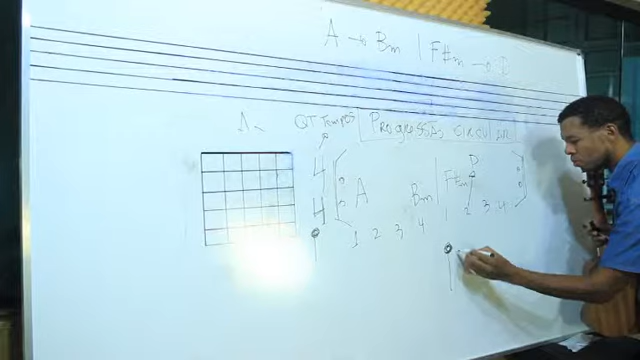 A → Bm | F#m → D
QT Tempos
PROGRESSÃO CIRCULAR
4 A Bm F#m D
4
1 2 3 4 1 2 3 4